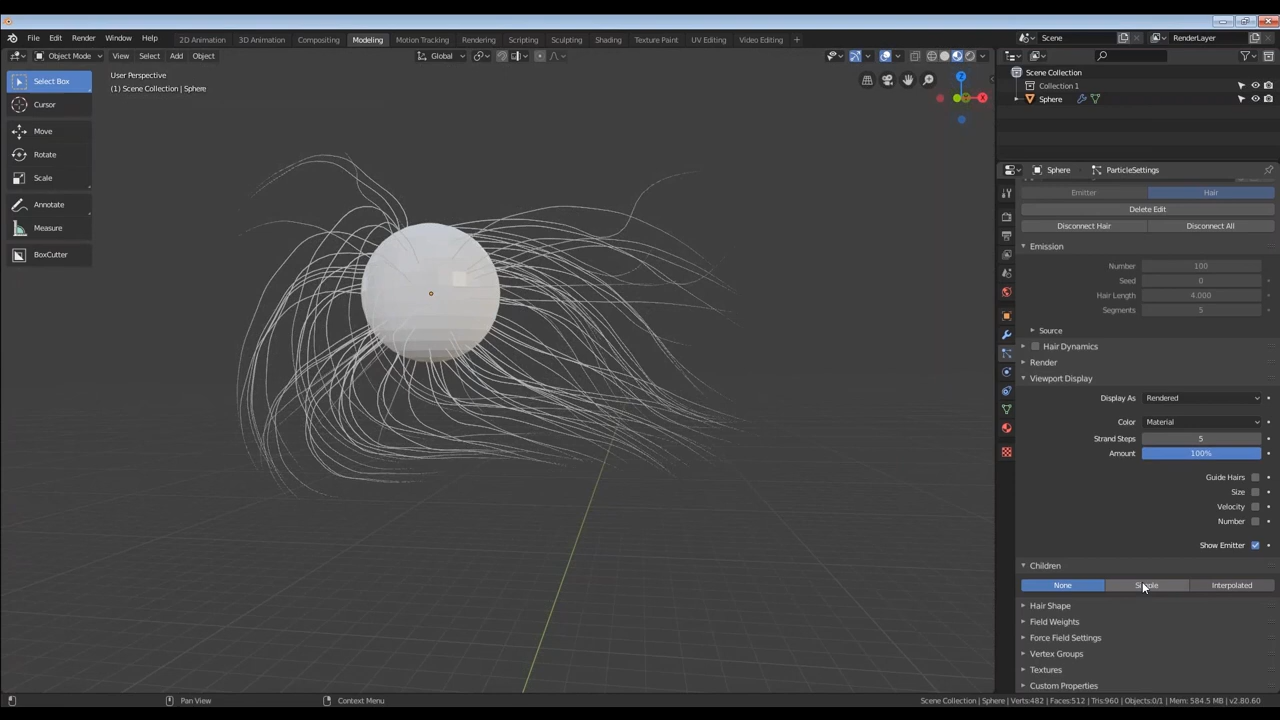 File Edit Render Window Help
2D Animation 3D Animation Compositing Modeling Motion Tracking Rendering Scripting Sculpting Shading Texture Paint UV Editing Video Editing +
Scene RenderLayer
Object Mode View Select Add Object Global
User Perspective
(1) Scene Collection | Sphere
Select Box
Cursor
Move
Rotate
Scale
Annotate
Measure
BoxCutter
Z
X
Y
Scene Collection
Collection 1
Sphere
Sphere ParticleSettings
Emitter Hair
Delete Edit
Disconnect Hair Disconnect All
Emission
Number 100
Seed 0
Hair Length 4.000
Segments 5
Source
Hair Dynamics
Render
Viewport Display
Display As Rendered
Color Material
Strand Steps 5
Amount 100%
Guide Hairs
Size
Velocity
Number
Show Emitter
Children
None Simple Interpolated
Hair Shape
Field Weights
Force Field Settings
Vertex Groups
Textures
Custom Properties
Pan View Context Menu Scene Collection | Sphere | Verts:482 | Faces:512 | Tris:960 | Objects:0/1 | Mem: 584.5 MB | v2.80.60